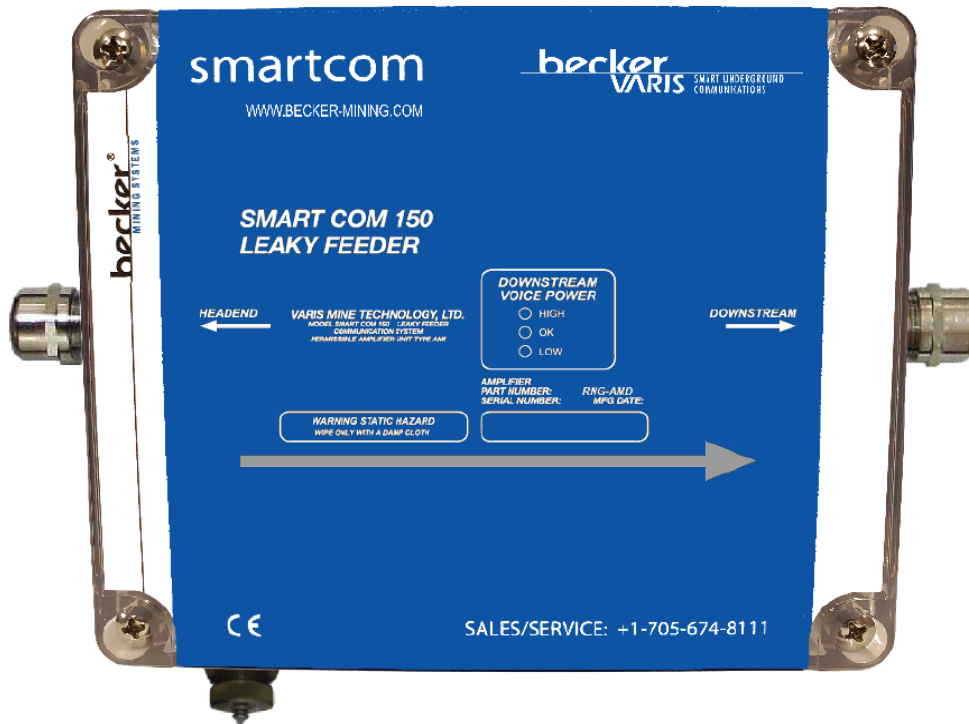 smartcom
becker
VARIS SMART UNDERGROUND
COMMUNICATIONS
WWW.BECKER-MINING.COM
becker®
MINING SYSTEMS
SMART COM 150
LEAKY FEEDER
DOWNSTREAM
VOICE POWER
HIGH
OK
LOW
HEADEND
VARIS MINE TECHNOLOGY, LTD.
MODEL SMART COM 150 LEAKY FEEDER
COMMUNICATION SYSTEM
PERMISSIBLE AMPLIFIER UNIT TYPE AMI
DOWNSTREAM
AMPLIFIER
PART NUMBER: RNG-AMD
SERIAL NUMBER: MFG DATE:
WARNING STATIC HAZARD
WIPE ONLY WITH A DAMP CLOTH
CE
SALES/SERVICE: +1-705-674-8111